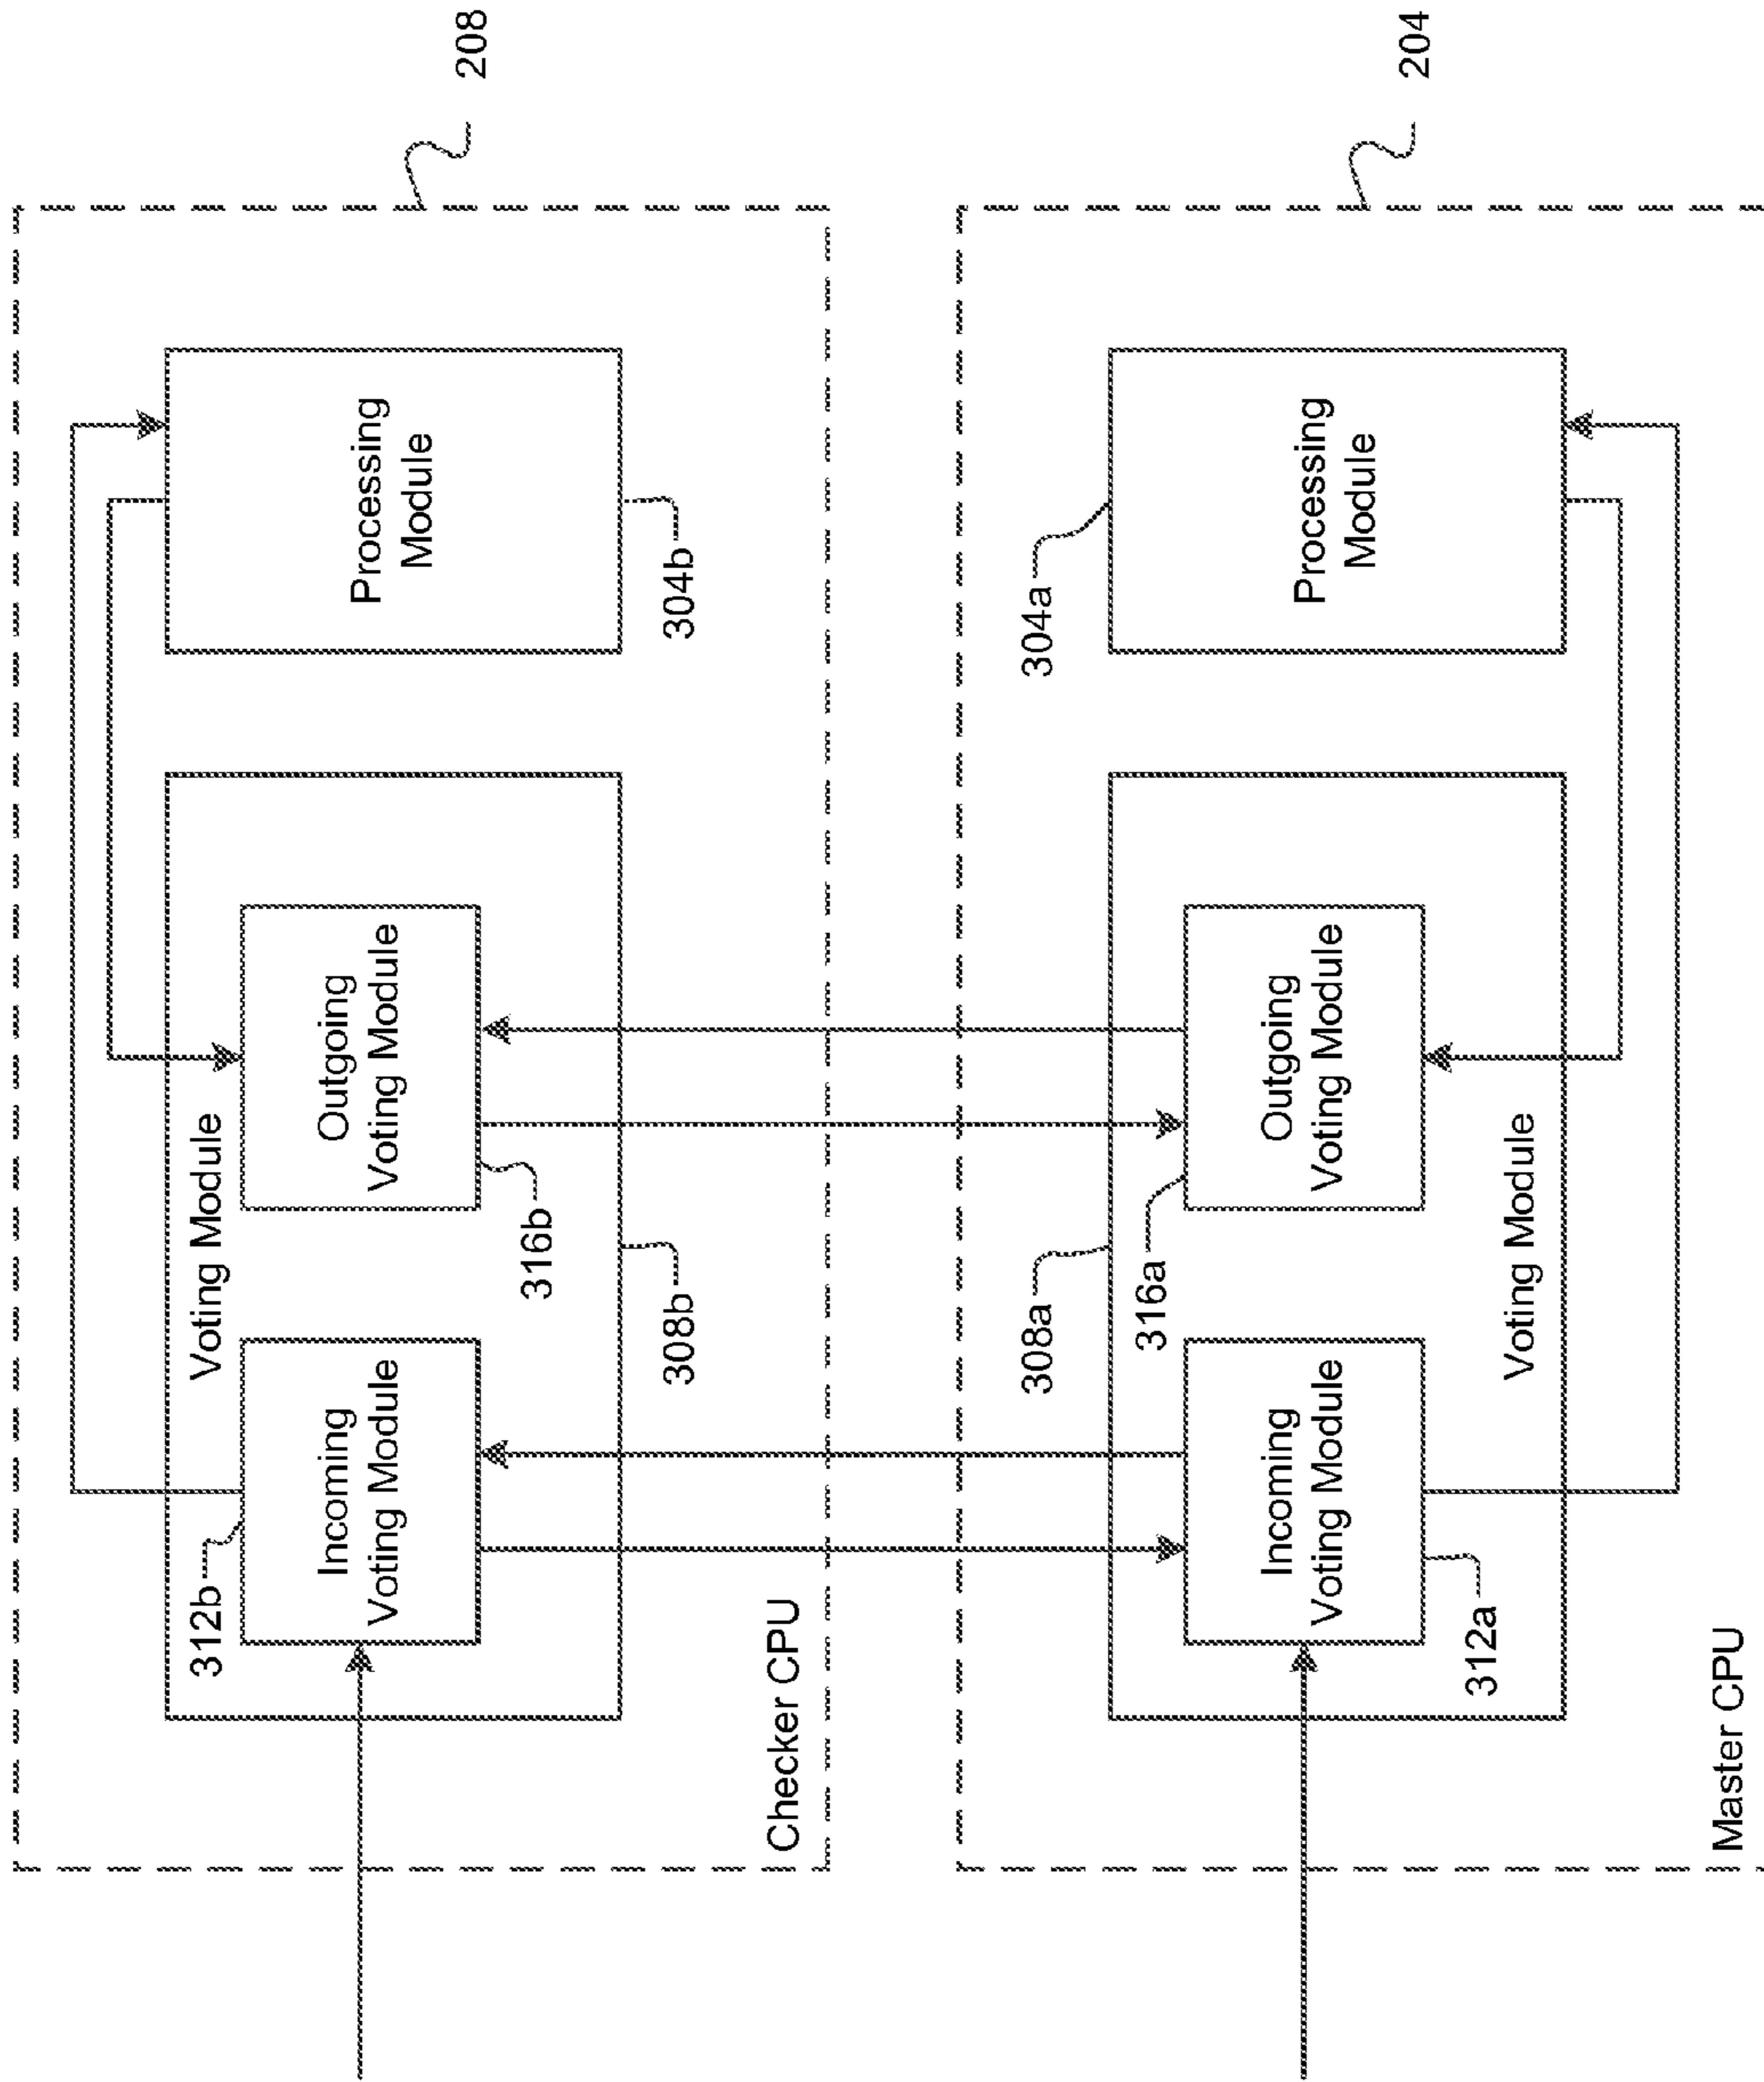 208
Checker CPU
Voting Module
312b
Incoming
Voting Module
316b
Outgoing
Voting Module
308b
Processing
Module
304b
204
Master CPU
308a
Voting Module
312a
Incoming
Voting Module
316a
Outgoing
Voting Module
304a
Processing
Module